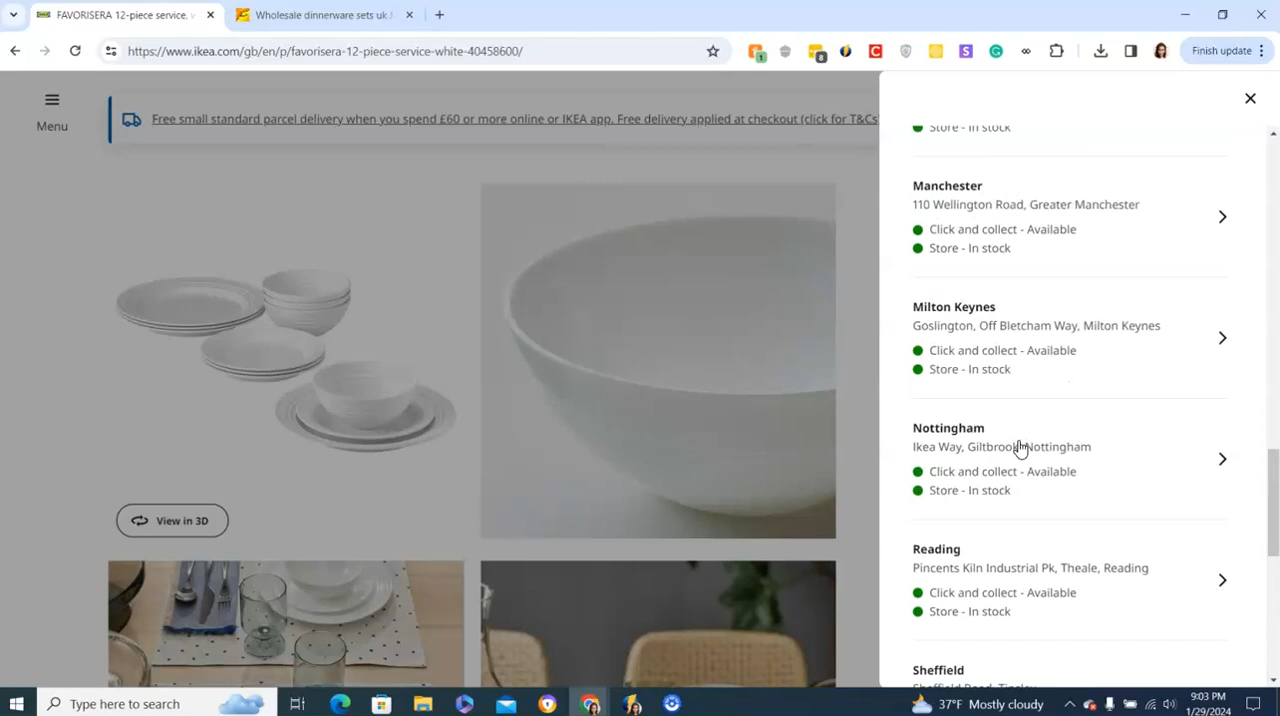 FAVORISERA 12-piece service, w
Wholesale dinnerware sets uk
https://www.ikea.com/gb/en/p/favorisera-12-piece-service-white-40458600/
1
8
C
S
G
Finish update
Menu
Free small standard parcel delivery when you spend £60 or more online or IKEA app. Free delivery applied at checkout (click for T&Cs
View in 3D
Store - In stock
Manchester
110 Wellington Road, Greater Manchester
Click and collect - Available
Store - In stock
Milton Keynes
Goslington, Off Bletcham Way, Milton Keynes
Click and collect - Available
Store - In stock
Nottingham
Ikea Way, Giltbrook, Nottingham
Click and collect - Available
Store - In stock
Reading
Pincents Kiln Industrial Pk, Theale, Reading
Click and collect - Available
Store - In stock
Sheffield
Sheffield Road, Tinsley
Type here to search
37°F Mostly cloudy
9:03 PM
1/29/2024